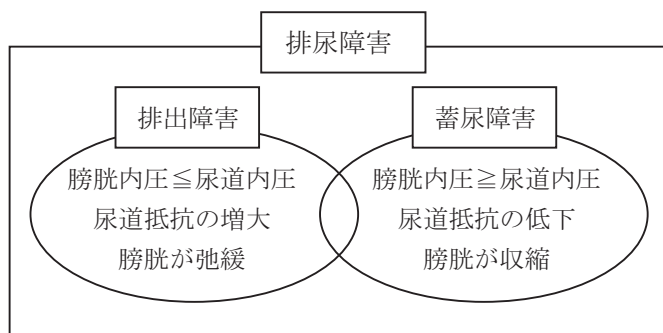 排尿障害
排出障害
膀胱内圧≦尿道内圧
尿道抵抗の増大
膀胱が弛緩
蓄尿障害
膀胱内圧≧尿道内圧
尿道抵抗の低下
膀胱が収縮